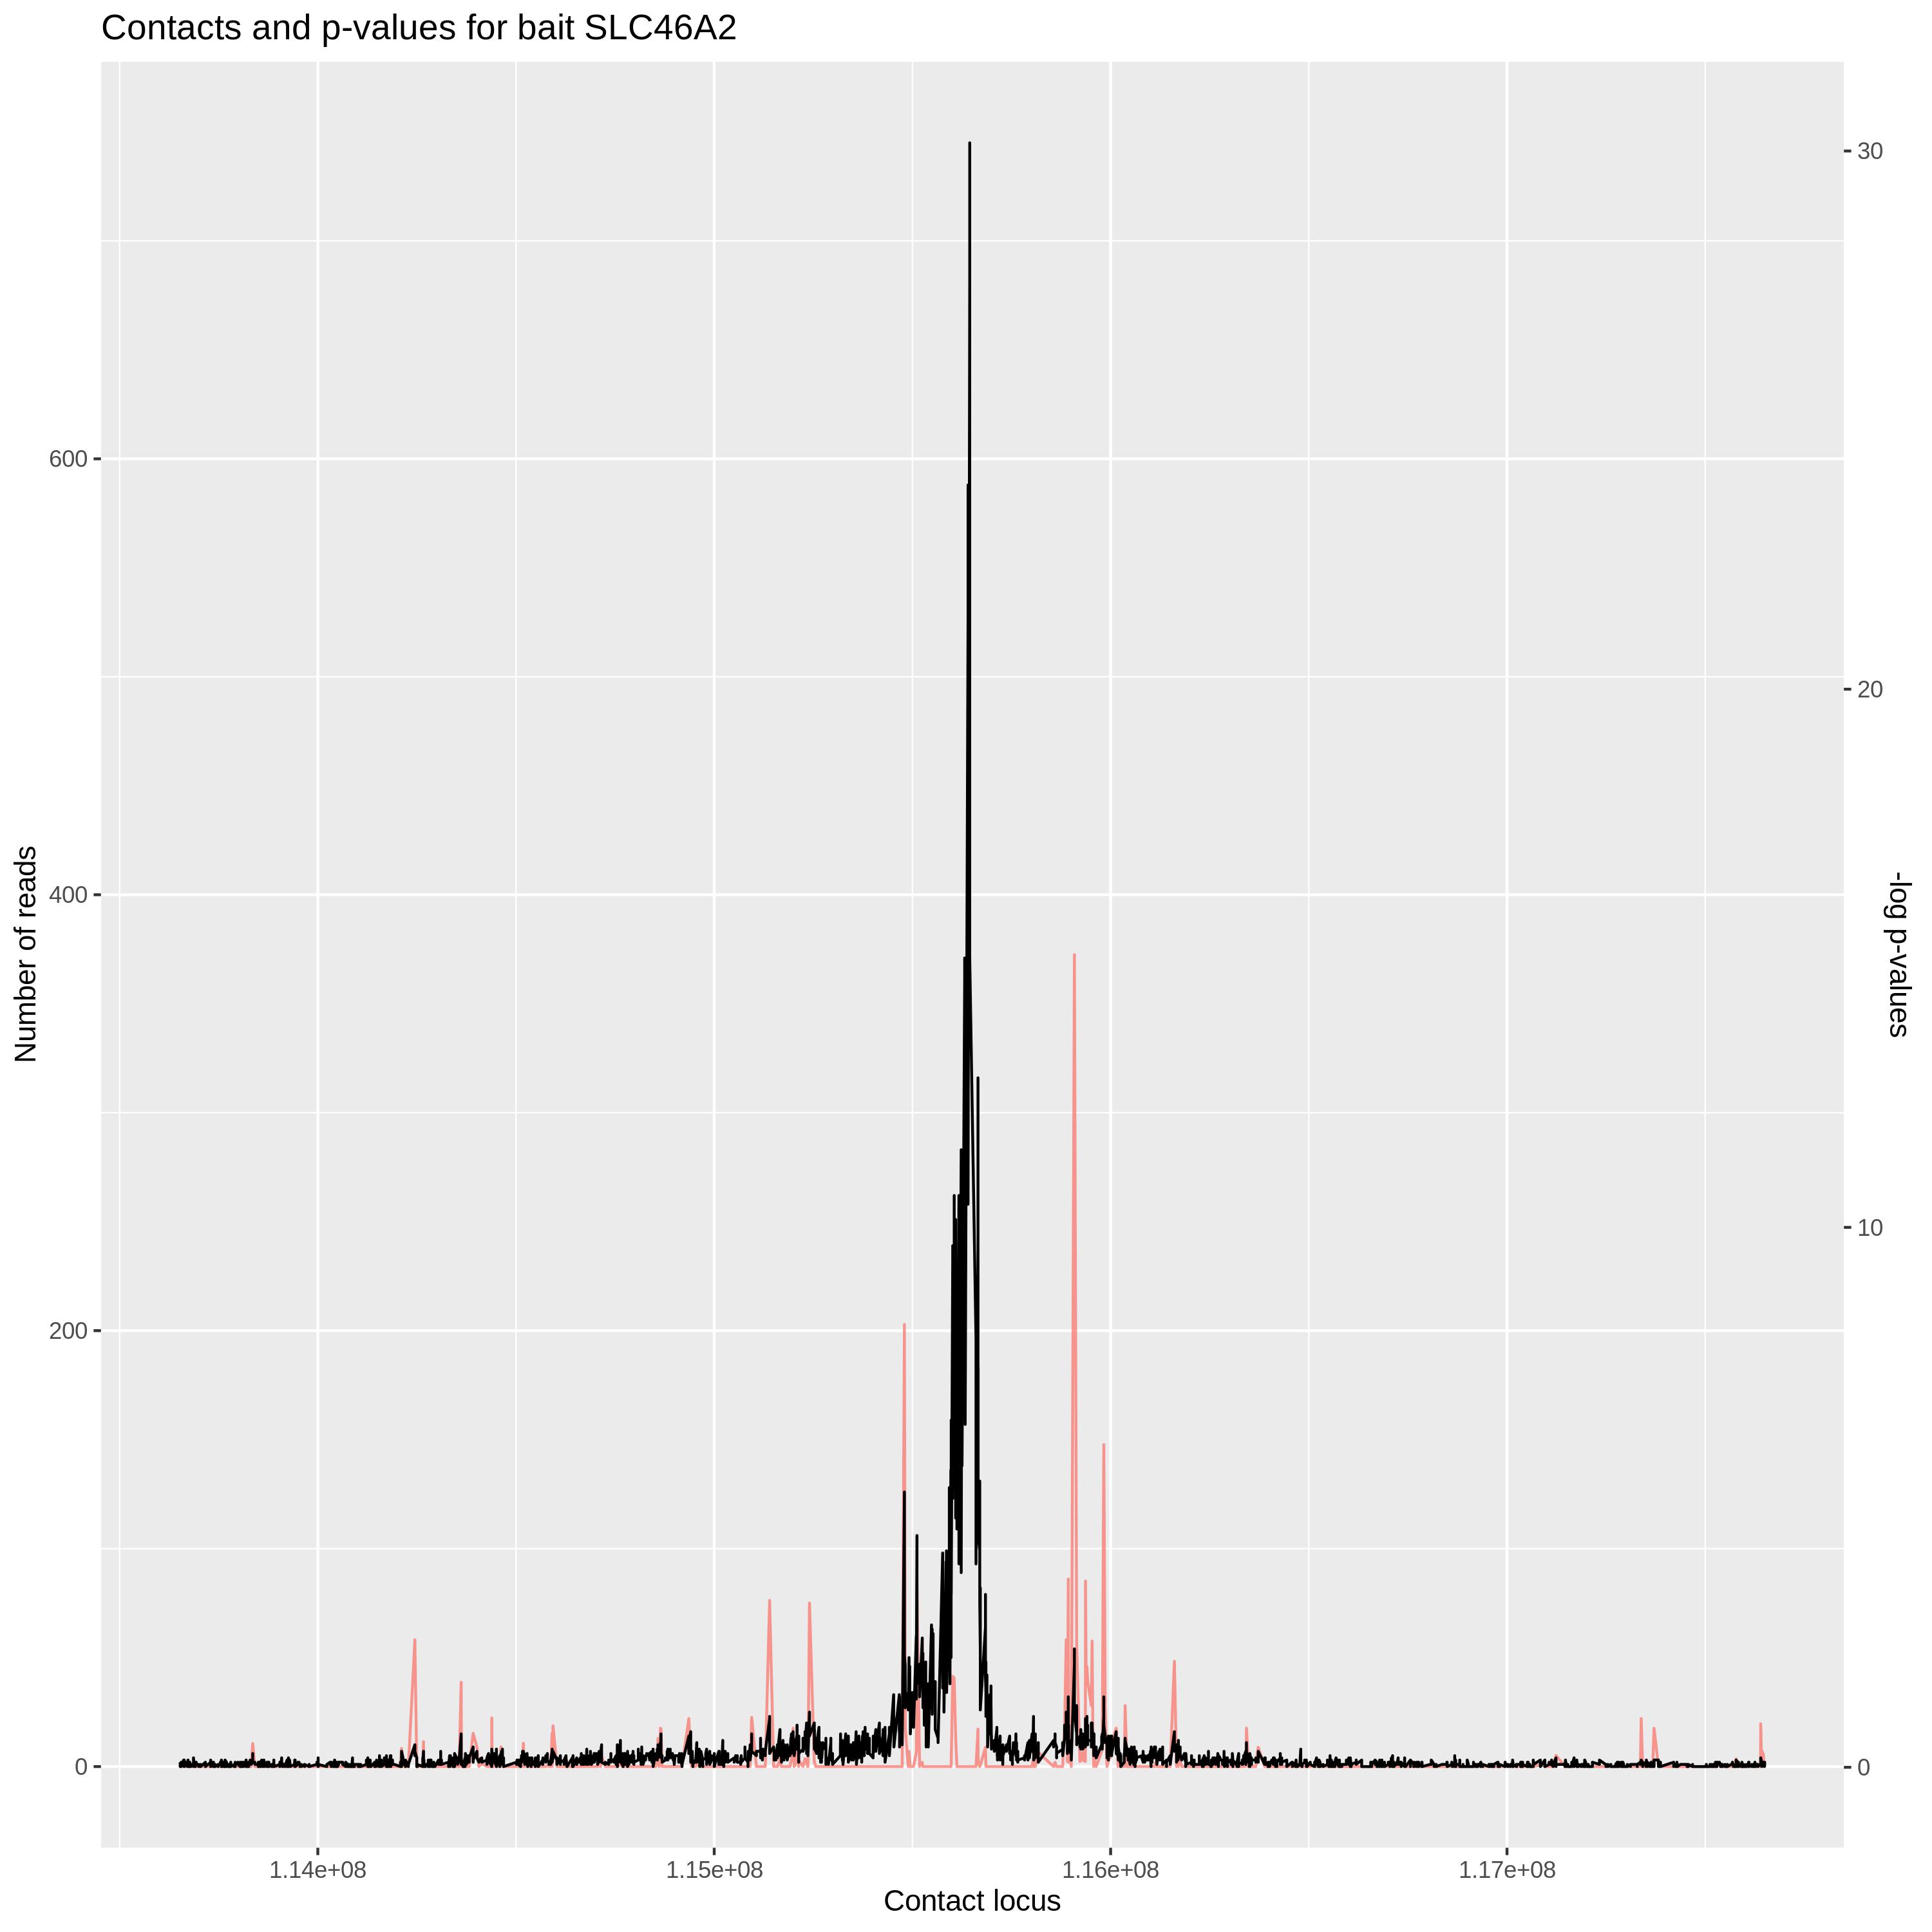 Contacts and p-values for bait SLC46A2
Number of reads
600
400
200
0
30
20
10
0
-log p-values
1.14e+08 1.15e+08 1.16e+08 1.17e+08
Contact locus